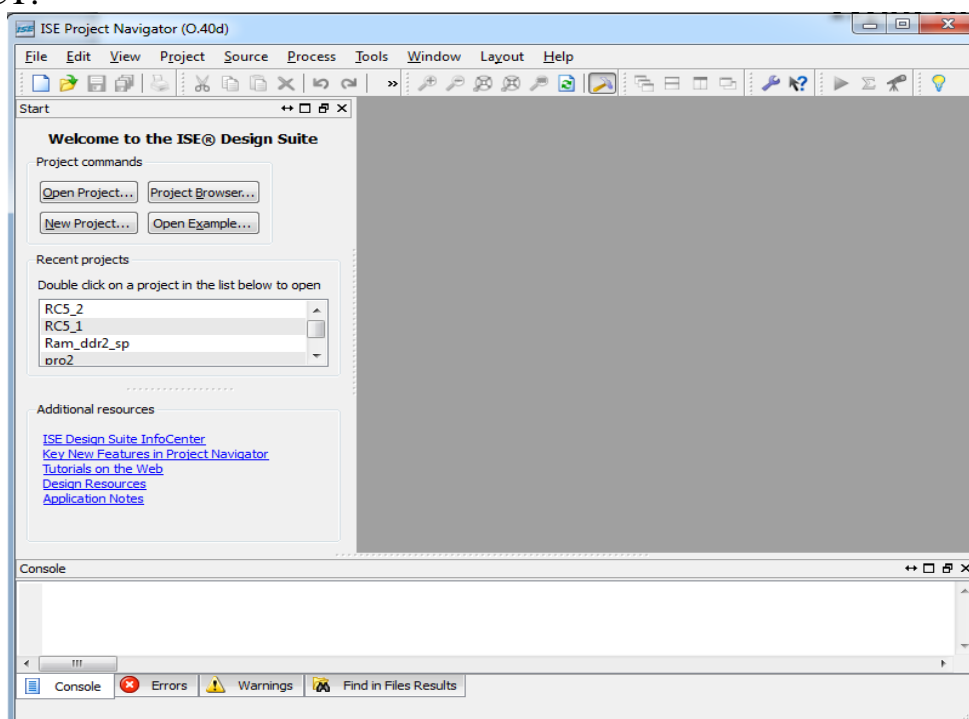 ISE Project Navigator (O.40d)
File Edit View Project Source Process Tools Window Layout Help
Start
Welcome to the ISE® Design Suite
Project commands
Open Project... Project Browser...
New Project... Open Example...
Recent projects
Double click on a project in the list below to open
RC5_2
RC5_1
Ram_ddr2_sp
pro2
Additional resources
ISE Design Suite InfoCenter
Key New Features in Project Navigator
Tutorials on the Web
Design Resources
Application Notes
Console
Console Errors Warnings Find in Files Results